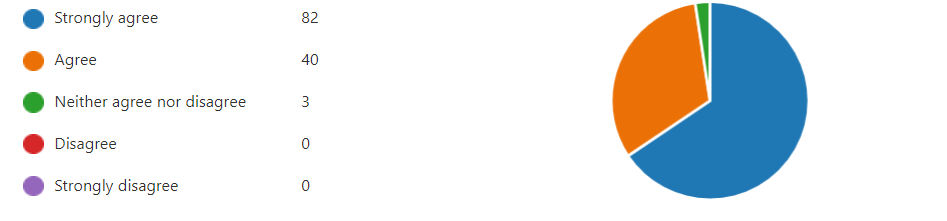 Strongly agree 82
Agree 40
Neither agree nor disagree 3
Disagree 0
Strongly disagree 0